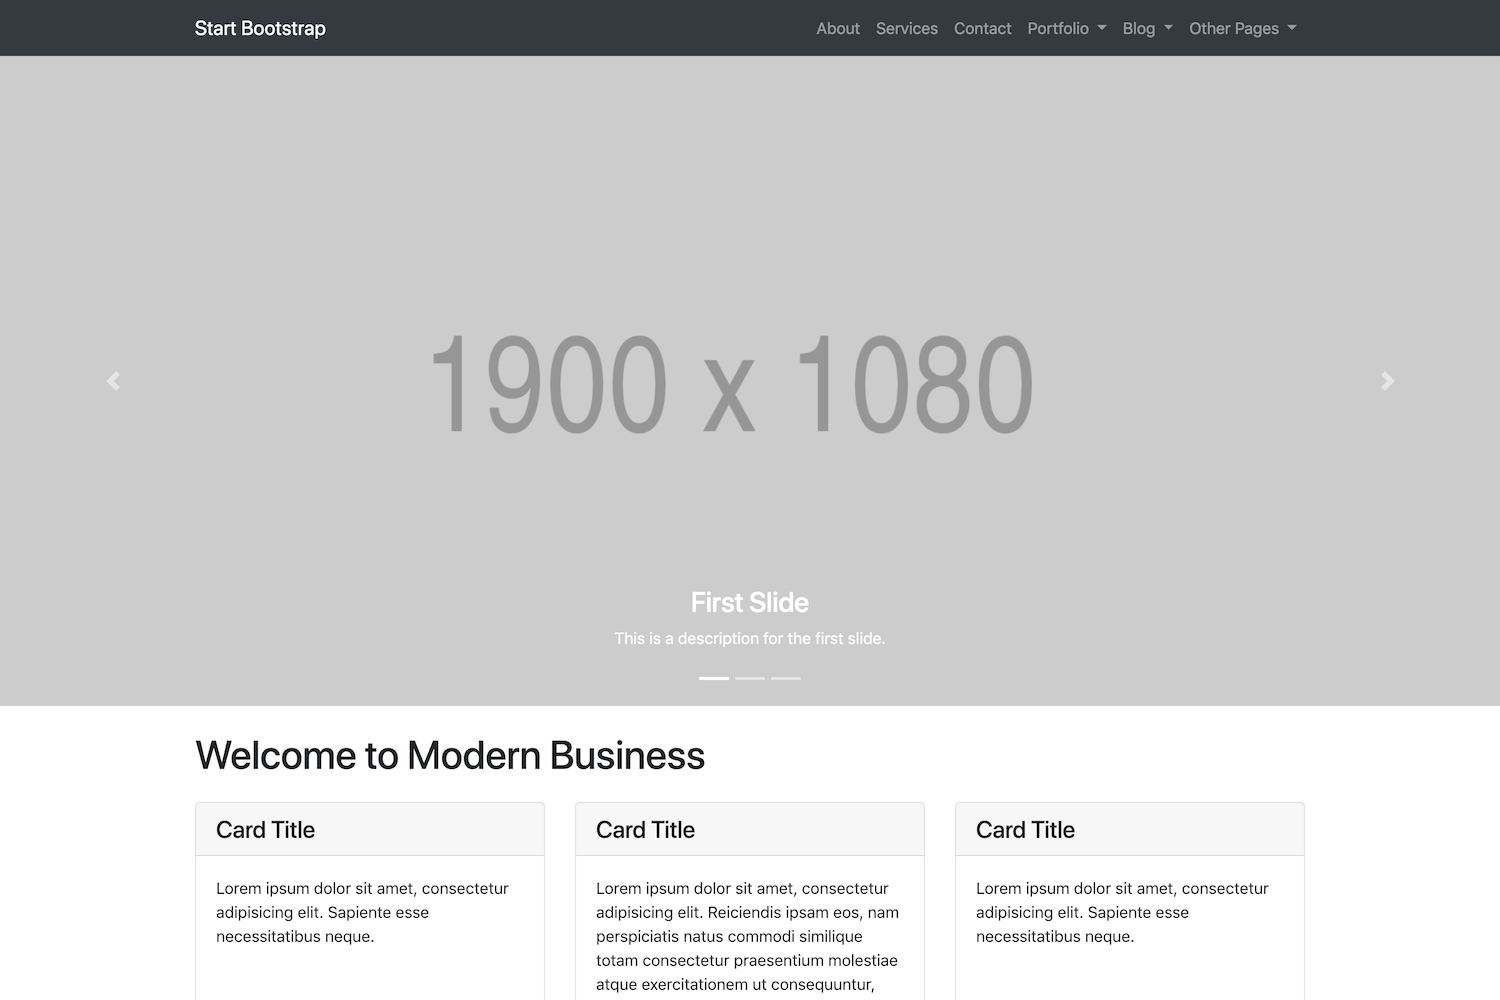 Start Bootstrap
About Services Contact Portfolio Blog Other Pages
1900 x 1080
First Slide
This is a description for the first slide.
Welcome to Modern Business
Card Title
Lorem ipsum dolor sit amet, consectetur
adipisicing elit. Sapiente esse
necessitatibus neque.
Card Title
Lorem ipsum dolor sit amet, consectetur
adipisicing elit. Reiciendis ipsam eos, nam
perspiciatis natus commodi similique
totam consectetur praesentium molestiae
atque exercitationem ut consequuntur,
Card Title
Lorem ipsum dolor sit amet, consectetur
adipisicing elit. Sapiente esse
necessitatibus neque.